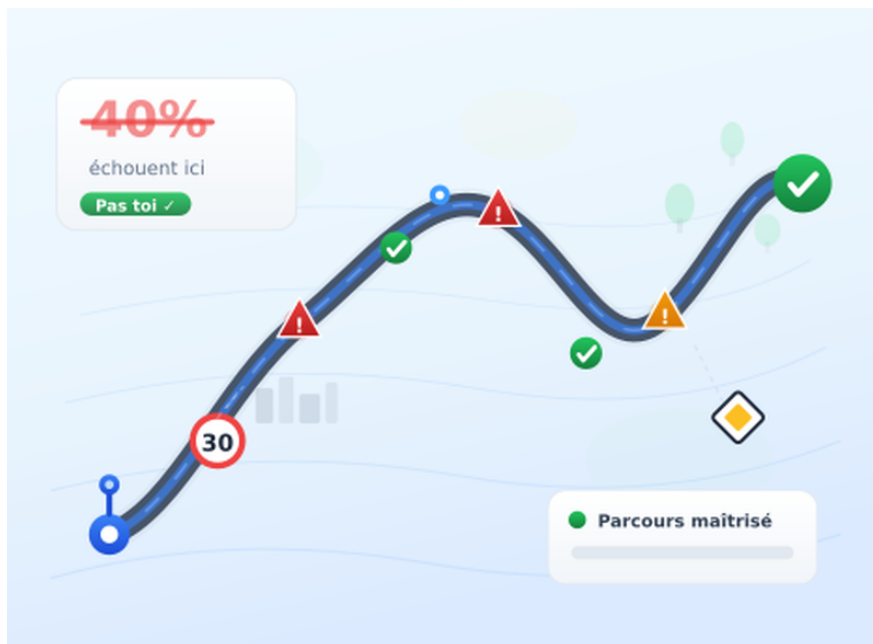 40%
échouent ici
Pas toi ✓
!
!
!
30
Parcours maîtrisé